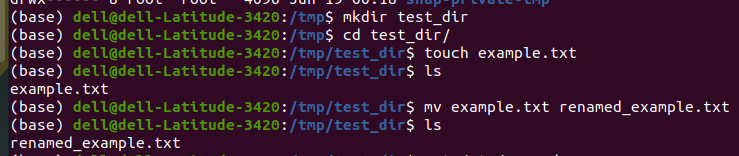 (base) dell@dell-Latitude-3420:/tmp$ mkdir test_dir
(base) dell@dell-Latitude-3420:/tmp$ cd test_dir/
(base) dell@dell-Latitude-3420:/tmp/test_dir$ touch example.txt
(base) dell@dell-Latitude-3420:/tmp/test_dir$ ls
example.txt
(base) dell@dell-Latitude-3420:/tmp/test_dir$ mv example.txt renamed_example.txt
(base) dell@dell-Latitude-3420:/tmp/test_dir$ ls
renamed_example.txt